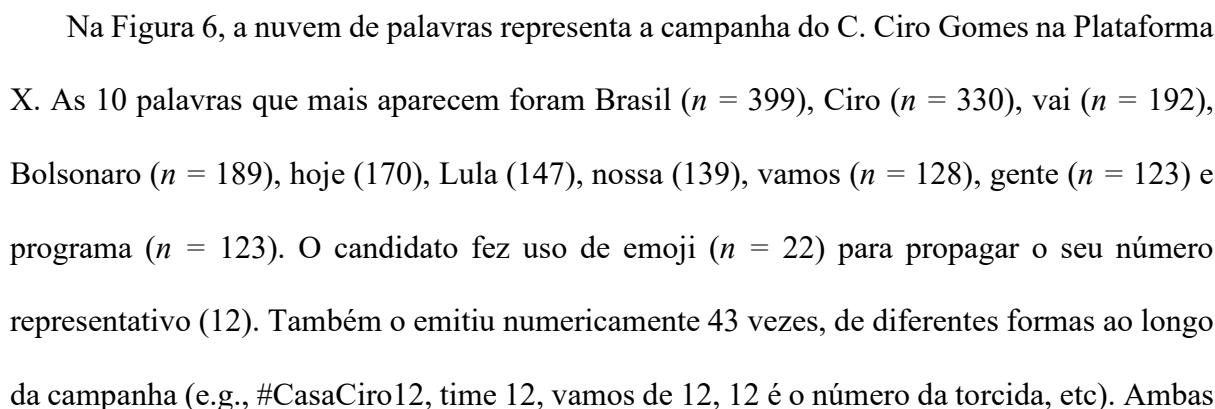 Na Figura 6, a nuvem de palavras representa a campanha do C. Ciro Gomes na Plataforma
X. As 10 palavras que mais aparecem foram Brasil (n = 399), Ciro (n = 330), vai (n = 192),
Bolsonaro (n = 189), hoje (170), Lula (147), nossa (139), vamos (n = 128), gente (n = 123) e
programa (n = 123). O candidato fez uso de emoji (n = 22) para propagar o seu número
representativo (12). Também o emitiu numericamente 43 vezes, de diferentes formas ao longo
da campanha (e.g., #CasaCiro12, time 12, vamos de 12, 12 é o número da torcida, etc). Ambas